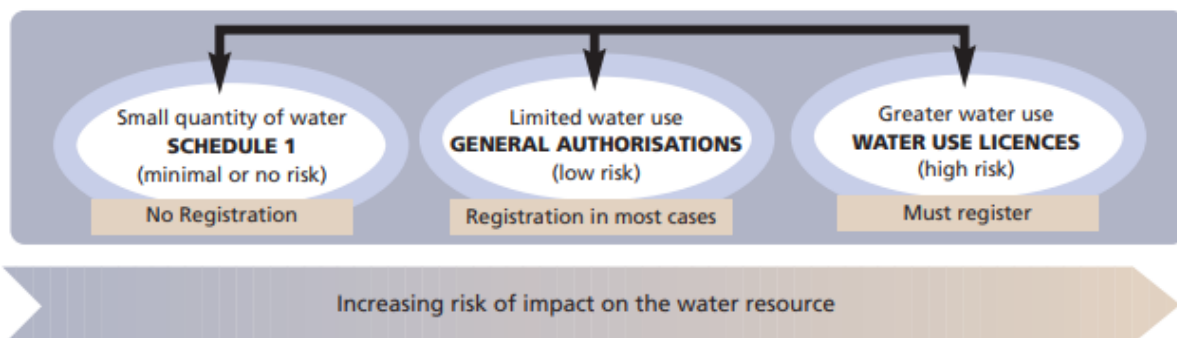 Small quantity of water
SCHEDULE 1
(minimal or no risk)
No Registration
Limited water use
GENERAL AUTHORISATIONS
(low risk)
Registration in most cases
Greater water use
WATER USE LICENCES
(high risk)
Must register
Increasing risk of impact on the water resource